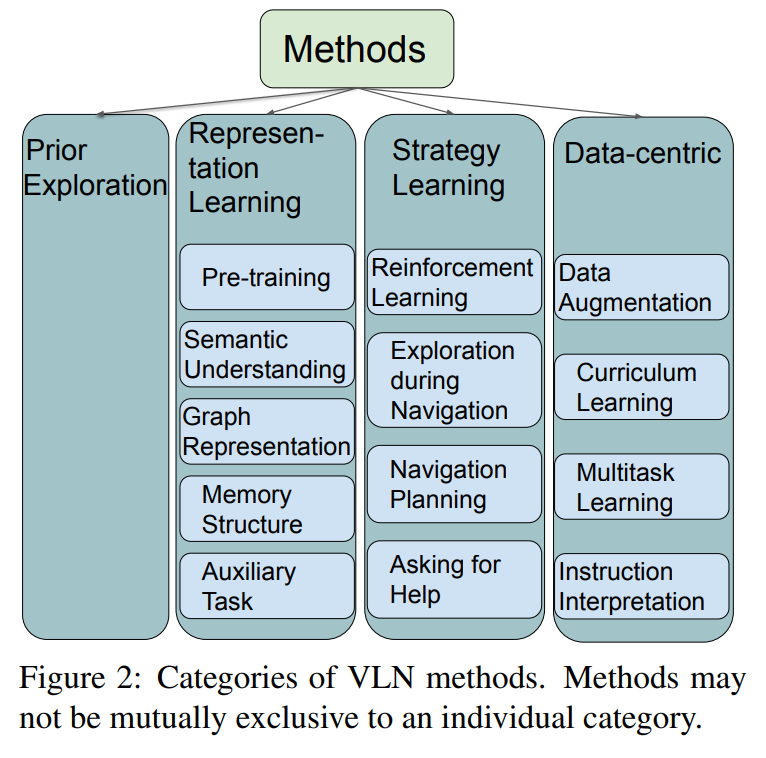 Methods
Prior
Exploration
Represen-
tation
Learning
Pre-training
Semantic
Understanding
Graph
Representation
Memory
Structure
Auxiliary
Task
Strategy
Learning
Reinforcement
Learning
Exploration
during
Navigation
Navigation
Planning
Asking for
Help
Data-centric
Data
Augmentation
Curriculum
Learning
Multitask
Learning
Instruction
Interpretation
Figure 2: Categories of VLN methods. Methods may
not be mutually exclusive to an individual category.